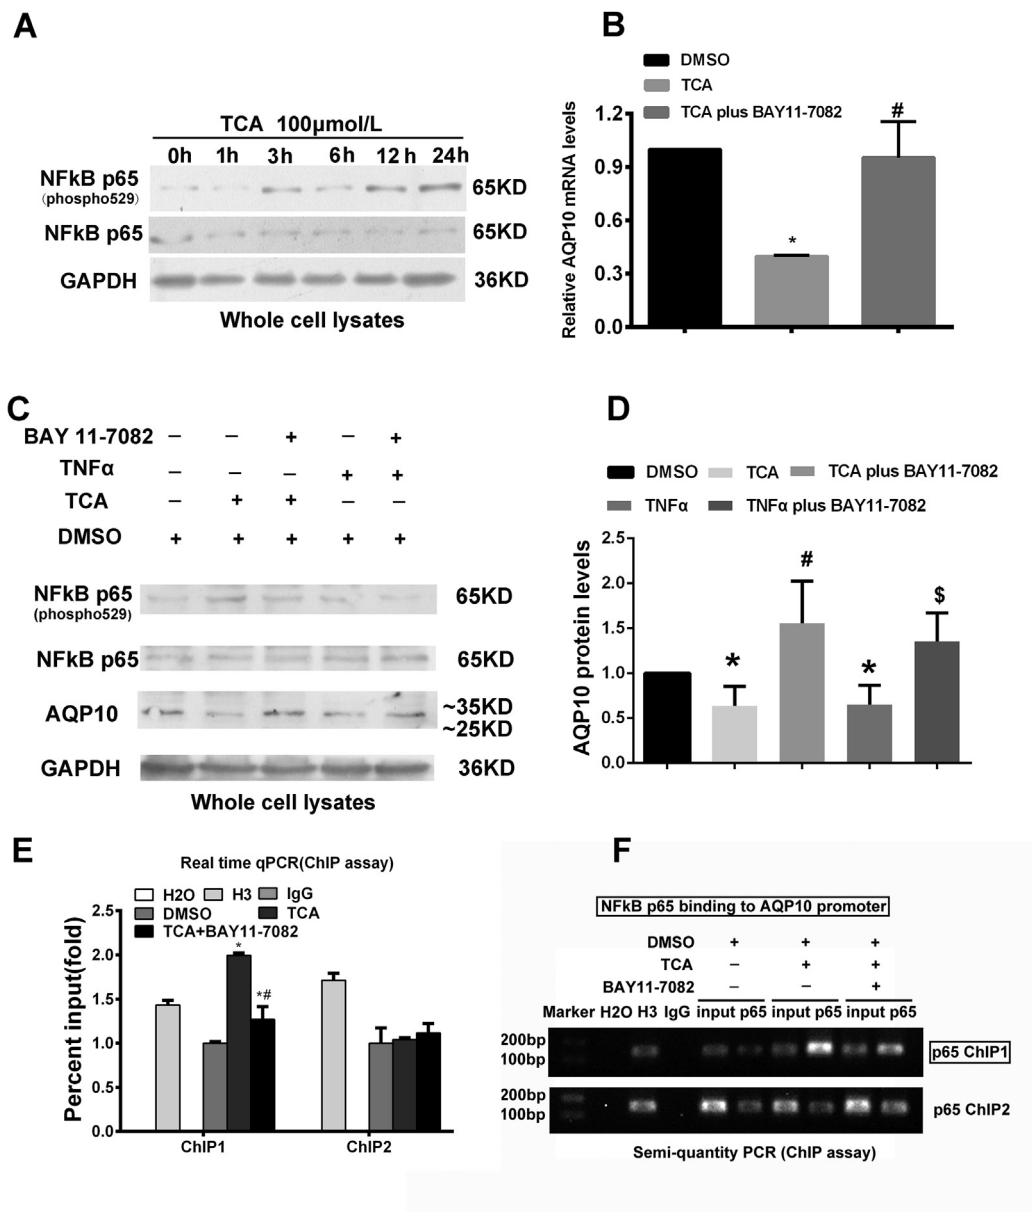 A
TCA 100μmol/L
0h 1h 3h 6h 12 h 24h
NFkB p65
(phospho529)
65KD
NFkB p65 65KD
GAPDH 36KD
Whole cell lysates
B
DMSO
TCA
TCA plus BAY11-7082
Relative AQP10 mRNA levels
1.2
0.9
0.6
0.3
0.0
*
#
C
BAY 11-7082 – – + – +
TNFα – – – + +
TCA – + + – –
DMSO + + + + +
NFkB p65
(phospho529)
65KD
NFkB p65 65KD
AQP10
~35KD
~25KD
GAPDH 36KD
Whole cell lysates
D
DMSO TCA TCA plus BAY11-7082
TNFα TNFα plus BAY11-7082
AQP10 protein levels
2.5
2.0
1.5
1.0
0.5
0.0
* # * $
E
Real time qPCR(ChIP assay)
H2O H3 IgG
DMSO TCA
TCA+BAY11-7082
Percent input(fold)
2.5
2.0
1.5
1.0
0.5
0.0
*
*#
ChIP1 ChIP2
F
NFkB p65 binding to AQP10 promoter
DMSO + + +
TCA – + +
BAY11-7082 – – +
Marker H2O H3 IgG input p65 input p65 input p65
200bp
100bp
p65 ChIP1
200bp
100bp
p65 ChIP2
Semi-quantity PCR (ChIP assay)